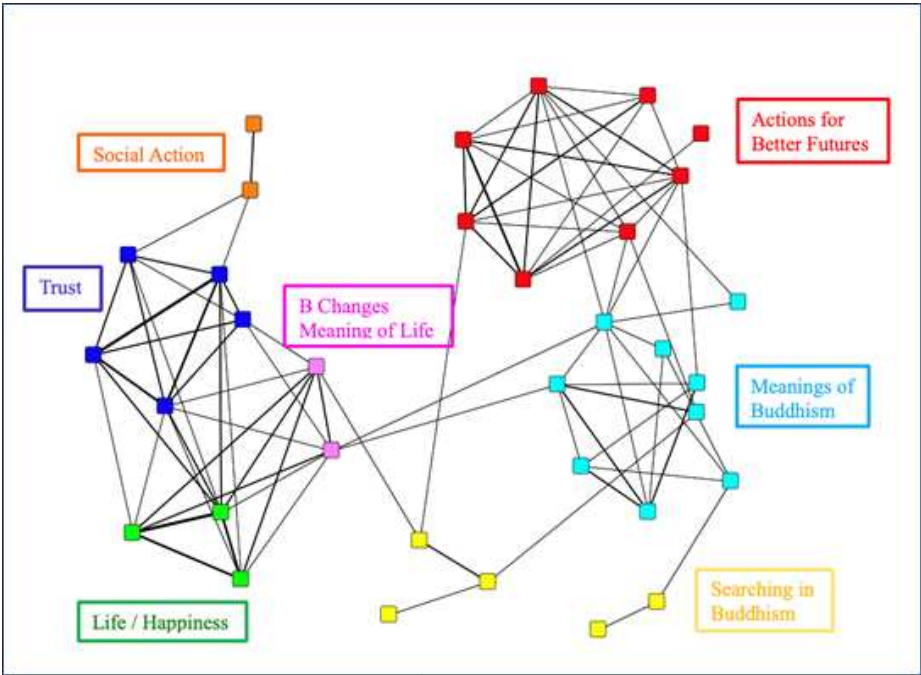 Social Action
Actions for
Better Futures
Trust
B Changes
Meaning of Life
Meanings of
Buddhism
Life / Happiness
Searching in
Buddhism